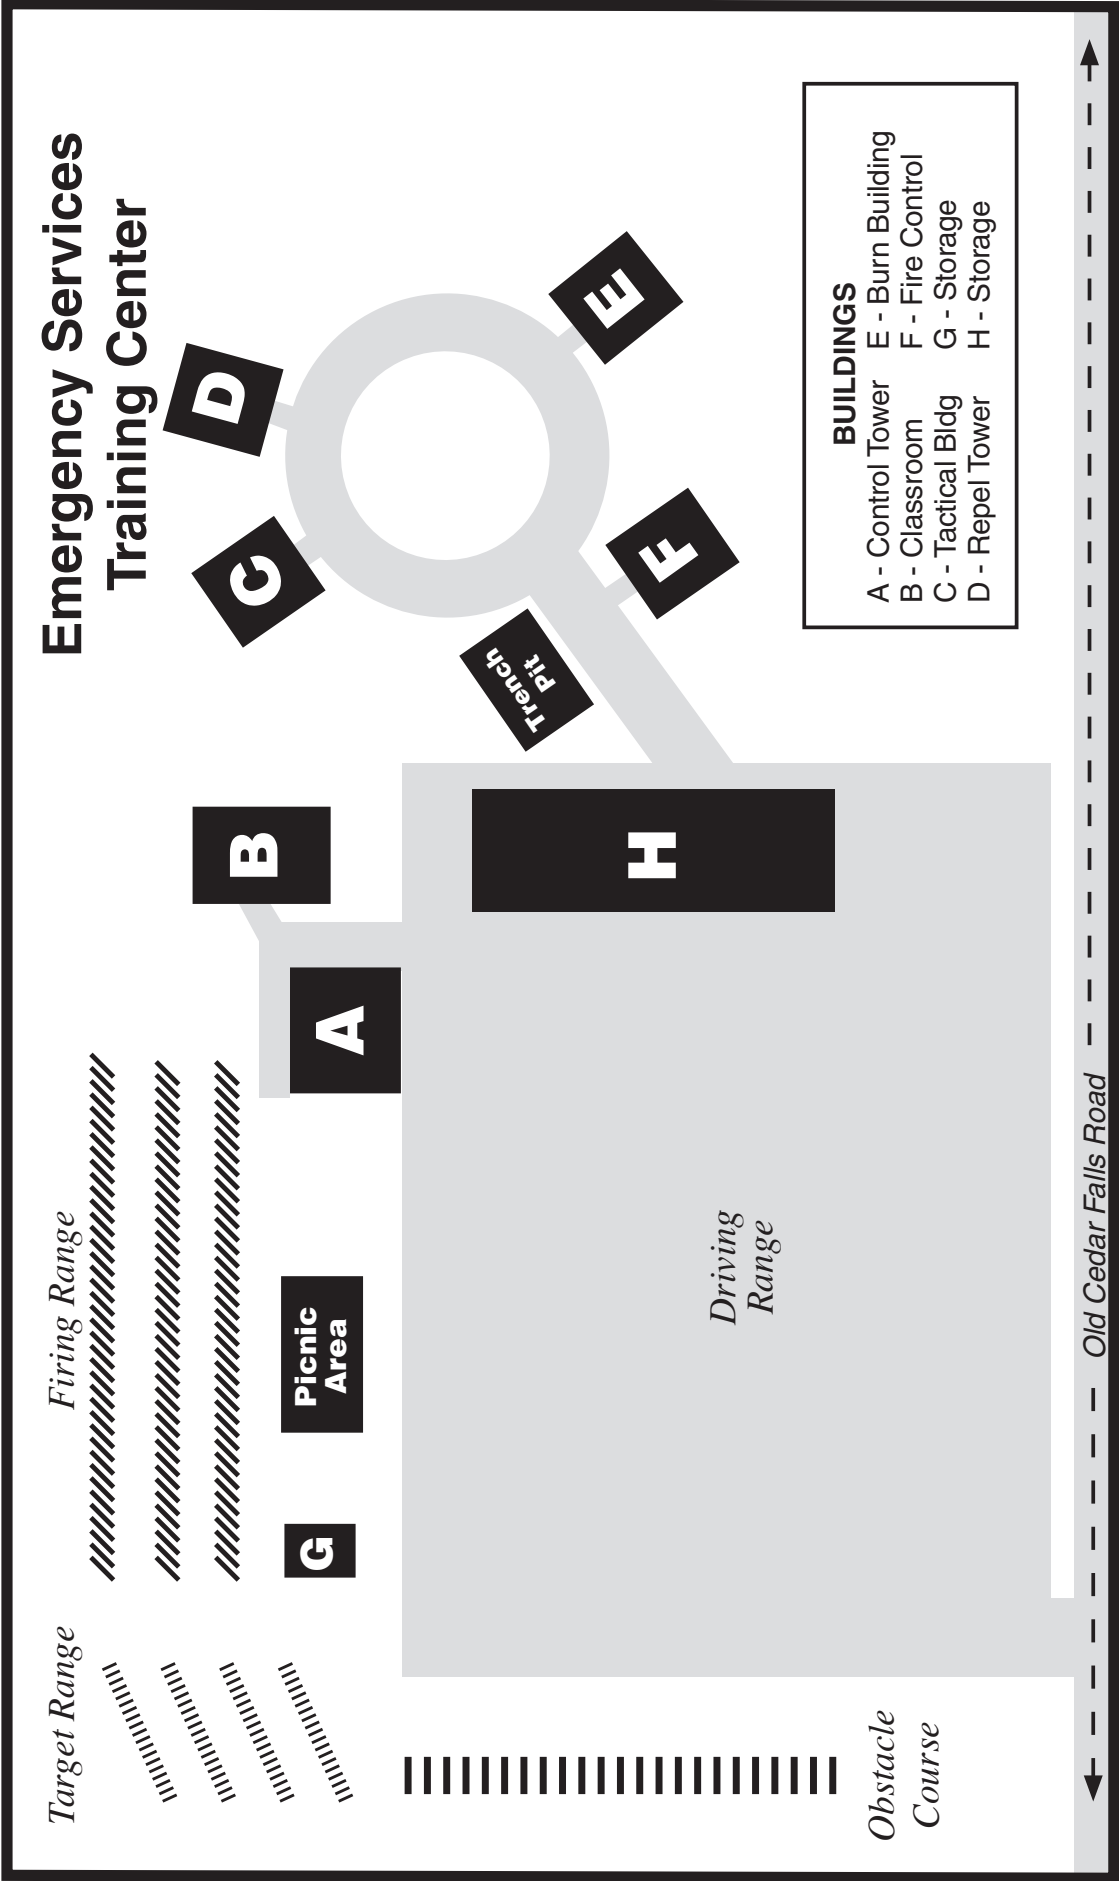 Emergency Services
Training Center
Target Range
Firing Range
D
C
B
A
G
Picnic
Area
Trench
Pit
E
F
H
Driving
Range
Obstacle
Course
BUILDINGS
A - Control Tower E - Burn Building
B - Classroom F - Fire Control
C - Tactical Bldg G - Storage
D - Repel Tower H - Storage
Old Cedar Falls Road